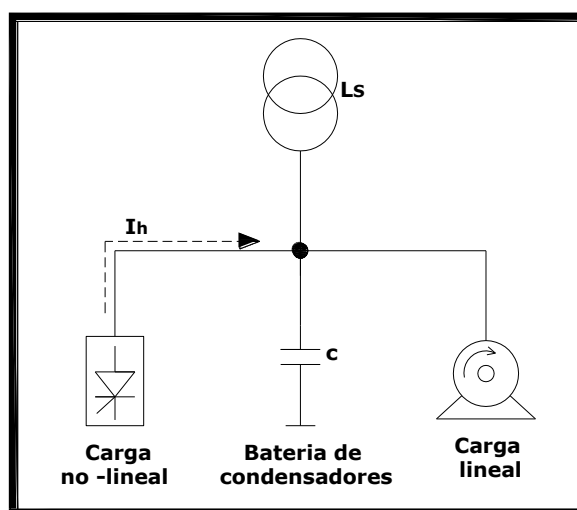 Ls
Ih
c
Carga
no -lineal
Bateria de
condensadores
Carga
lineal